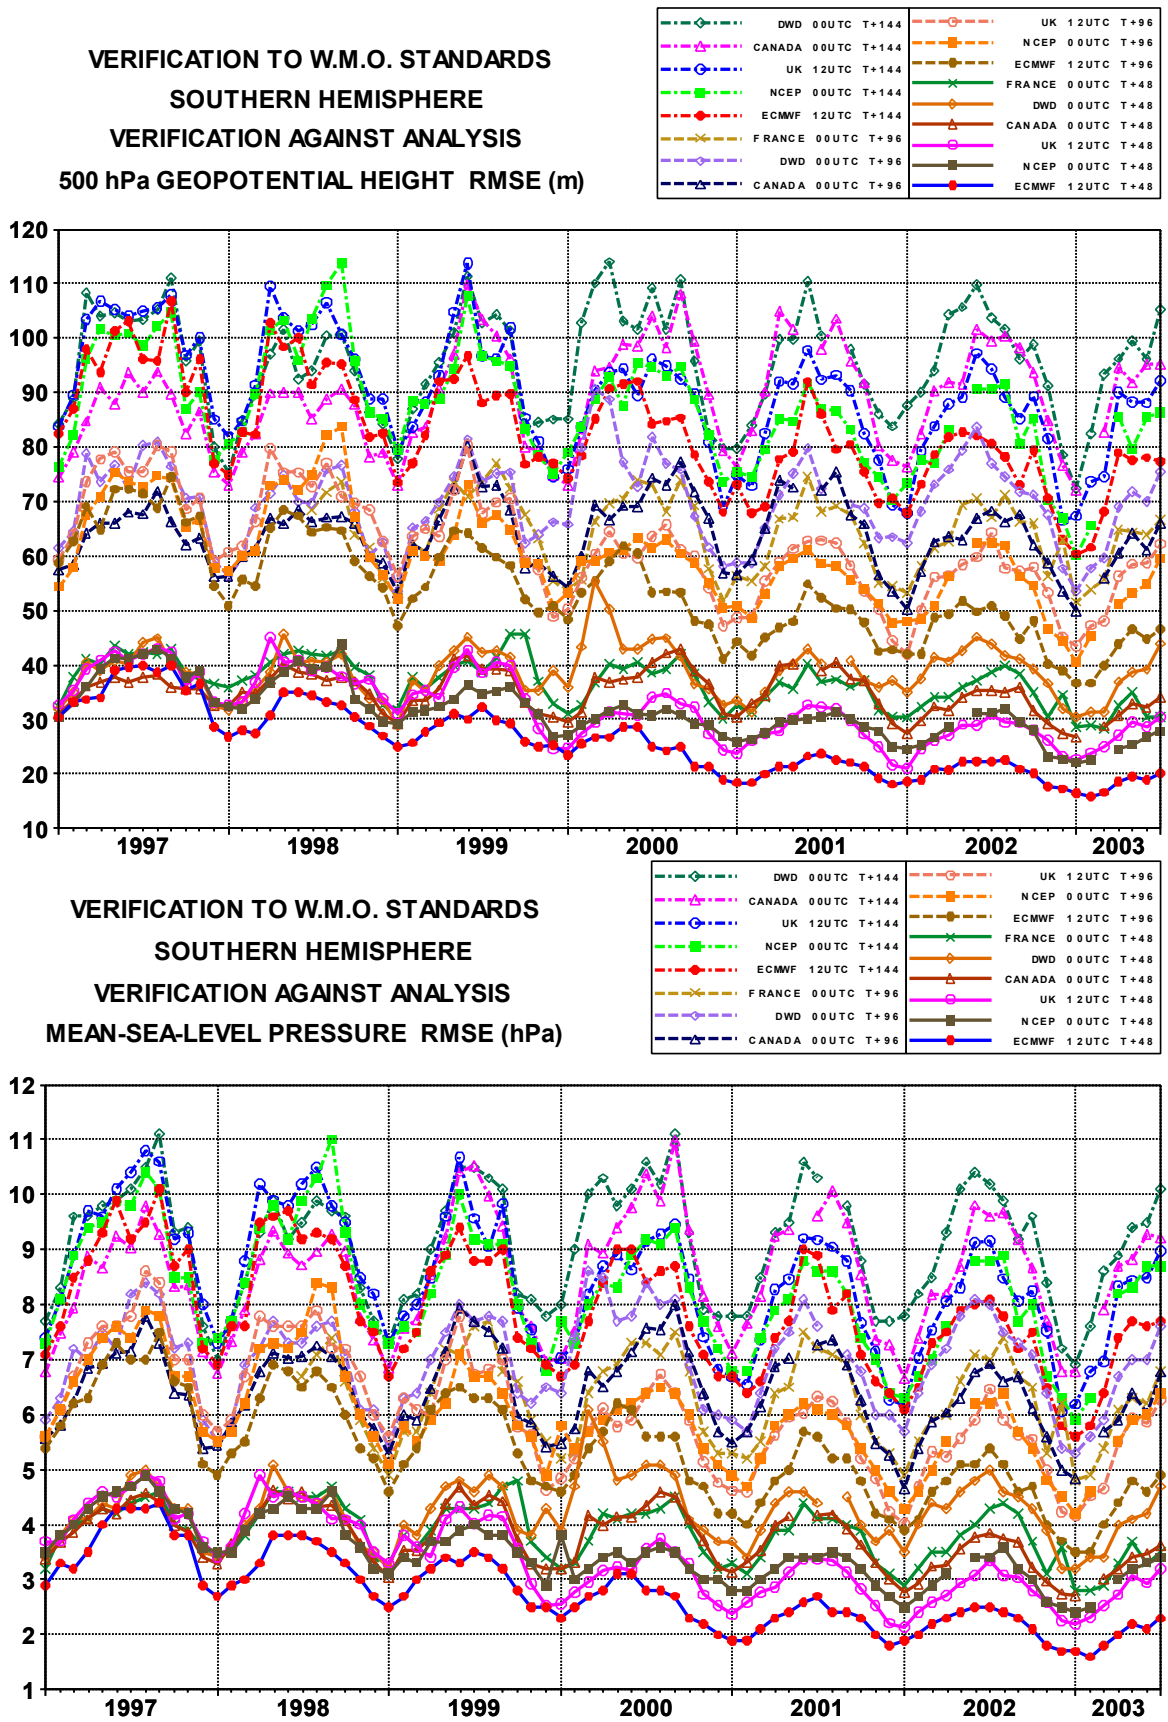 VERIFICATION TO W.M.O. STANDARDS
SOUTHERN HEMISPHERE
VERIFICATION AGAINST ANALYSIS
500 hPa GEOPOTENTIAL HEIGHT RMSE (m)
DWD 00UTC T+144
CANADA 00UTC T+144
UK 12UTC T+144
NCEP 00UTC T+144
ECMWF 12UTC T+144
FRANCE 00UTC T+96
DWD 00UTC T+96
CANADA 00UTC T+96
UK 12UTC T+96
NCEP 00UTC T+96
ECMWF 12UTC T+96
FRANCE 00UTC T+48
DWD 00UTC T+48
CANADA 00UTC T+48
UK 12UTC T+48
NCEP 00UTC T+48
ECMWF 12UTC T+48
120
110
100
90
80
70
60
50
40
30
20
10
1997 1998 1999 2000 2001 2002 2003
VERIFICATION TO W.M.O. STANDARDS
SOUTHERN HEMISPHERE
VERIFICATION AGAINST ANALYSIS
MEAN-SEA-LEVEL PRESSURE RMSE (hPa)
DWD 00UTC T+144
CANADA 00UTC T+144
UK 12UTC T+144
NCEP 00UTC T+144
ECMWF 12UTC T+144
FRANCE 00UTC T+96
DWD 00UTC T+96
CANADA 00UTC T+96
UK 12UTC T+96
NCEP 00UTC T+96
ECMWF 12UTC T+96
FRANCE 00UTC T+48
DWD 00UTC T+48
CANADA 00UTC T+48
UK 12UTC T+48
NCEP 00UTC T+48
ECMWF 12UTC T+48
12
11
10
9
8
7
6
5
4
3
2
1
1997 1998 1999 2000 2001 2002 2003